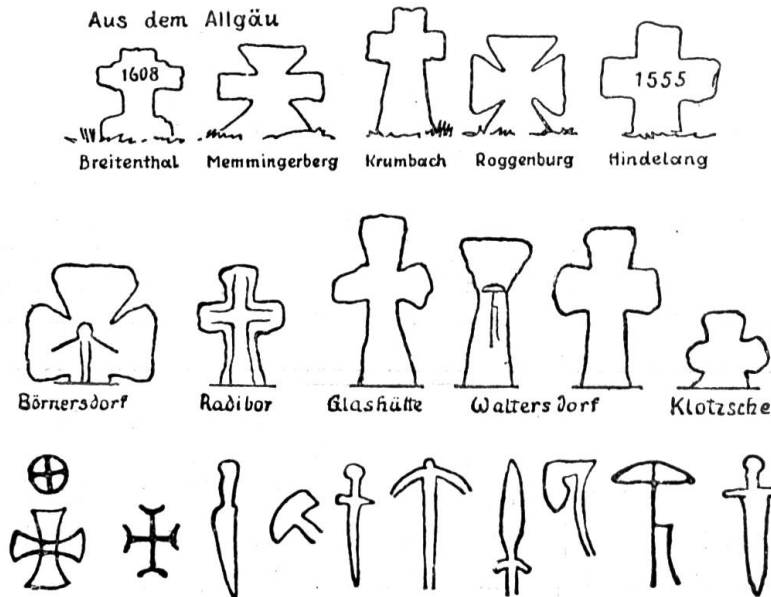 Aus dem Allgäu
1608
1555
Breitenthal Memmingerberg Krumbach Roggenburg Hindelang
Börnersdorf Radibor Glashütte Waltersdorf Klotzsche